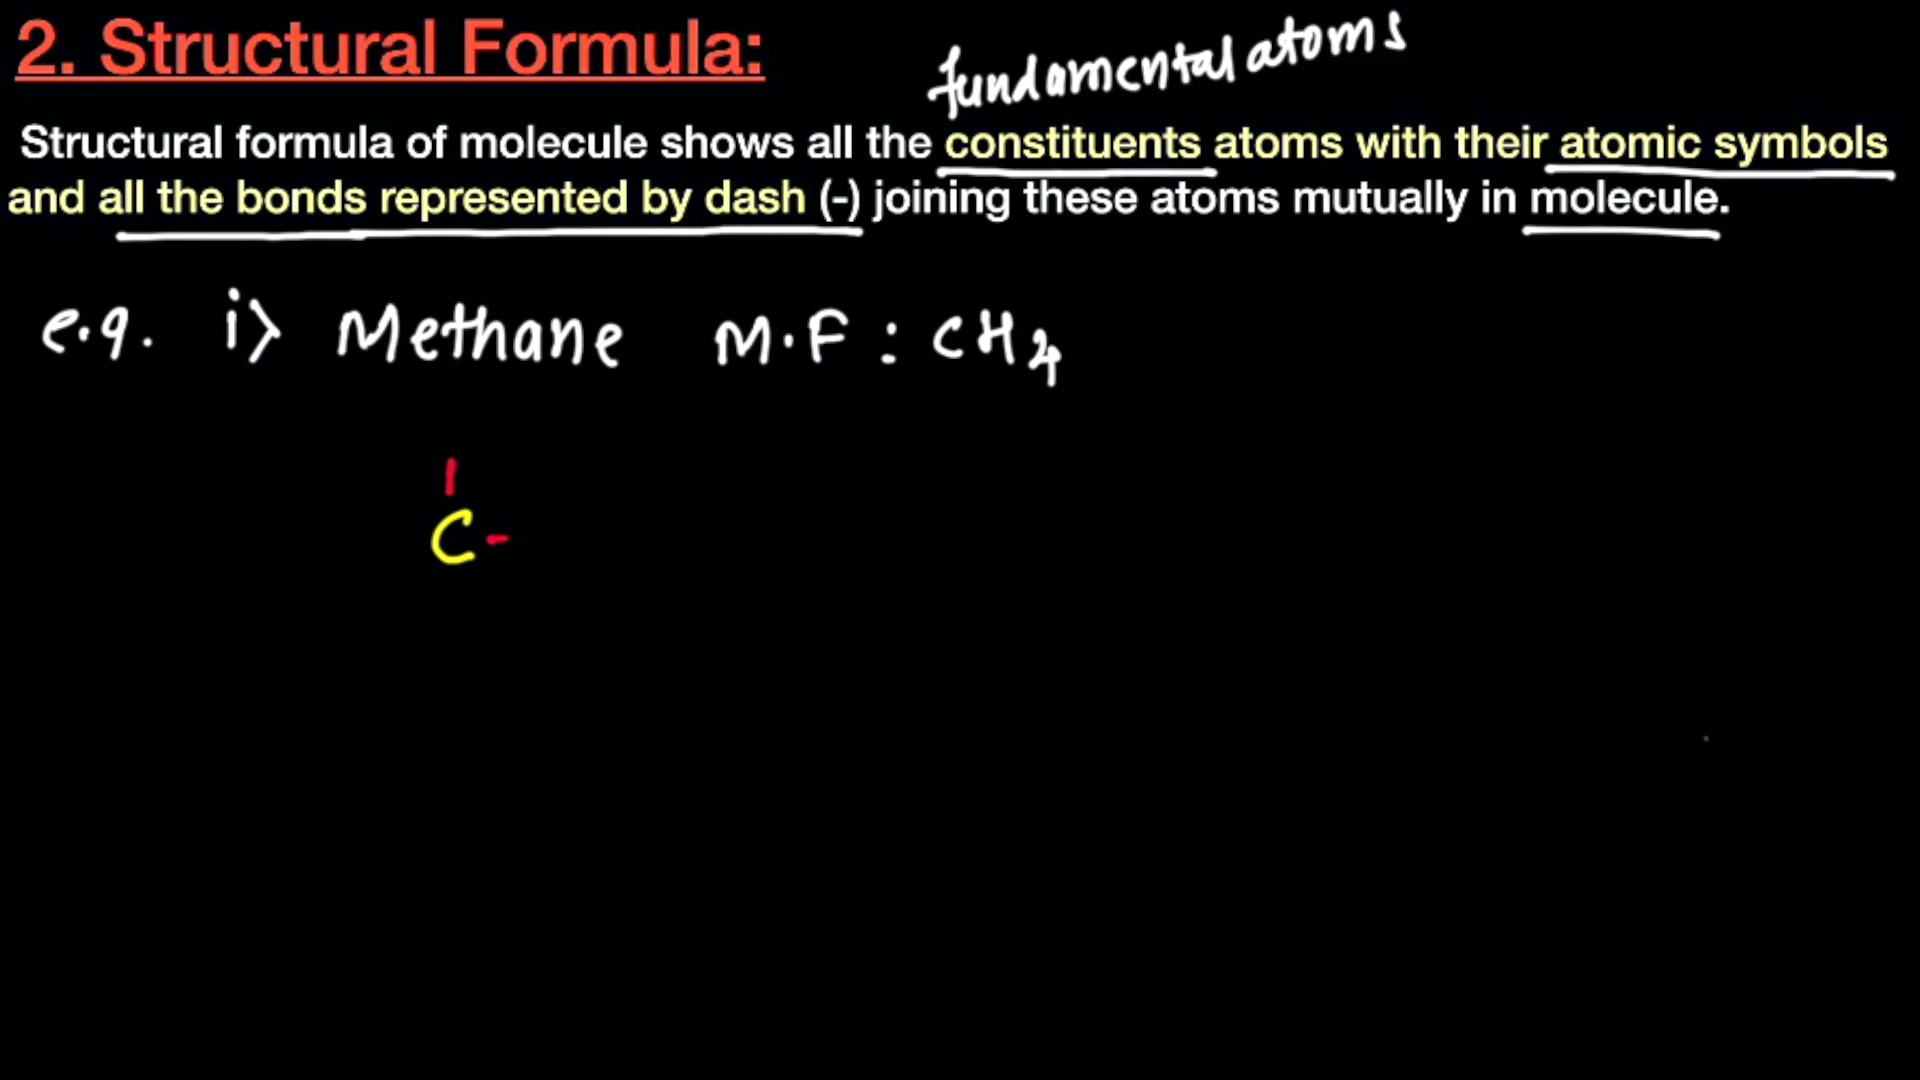 2. Structural Formula:
fundamental atoms
Structural formula of molecule shows all the constituents atoms with their atomic symbols
and all the bonds represented by dash (-) joining these atoms mutually in molecule.
e.g. i> Methane M.F : CH4
C-